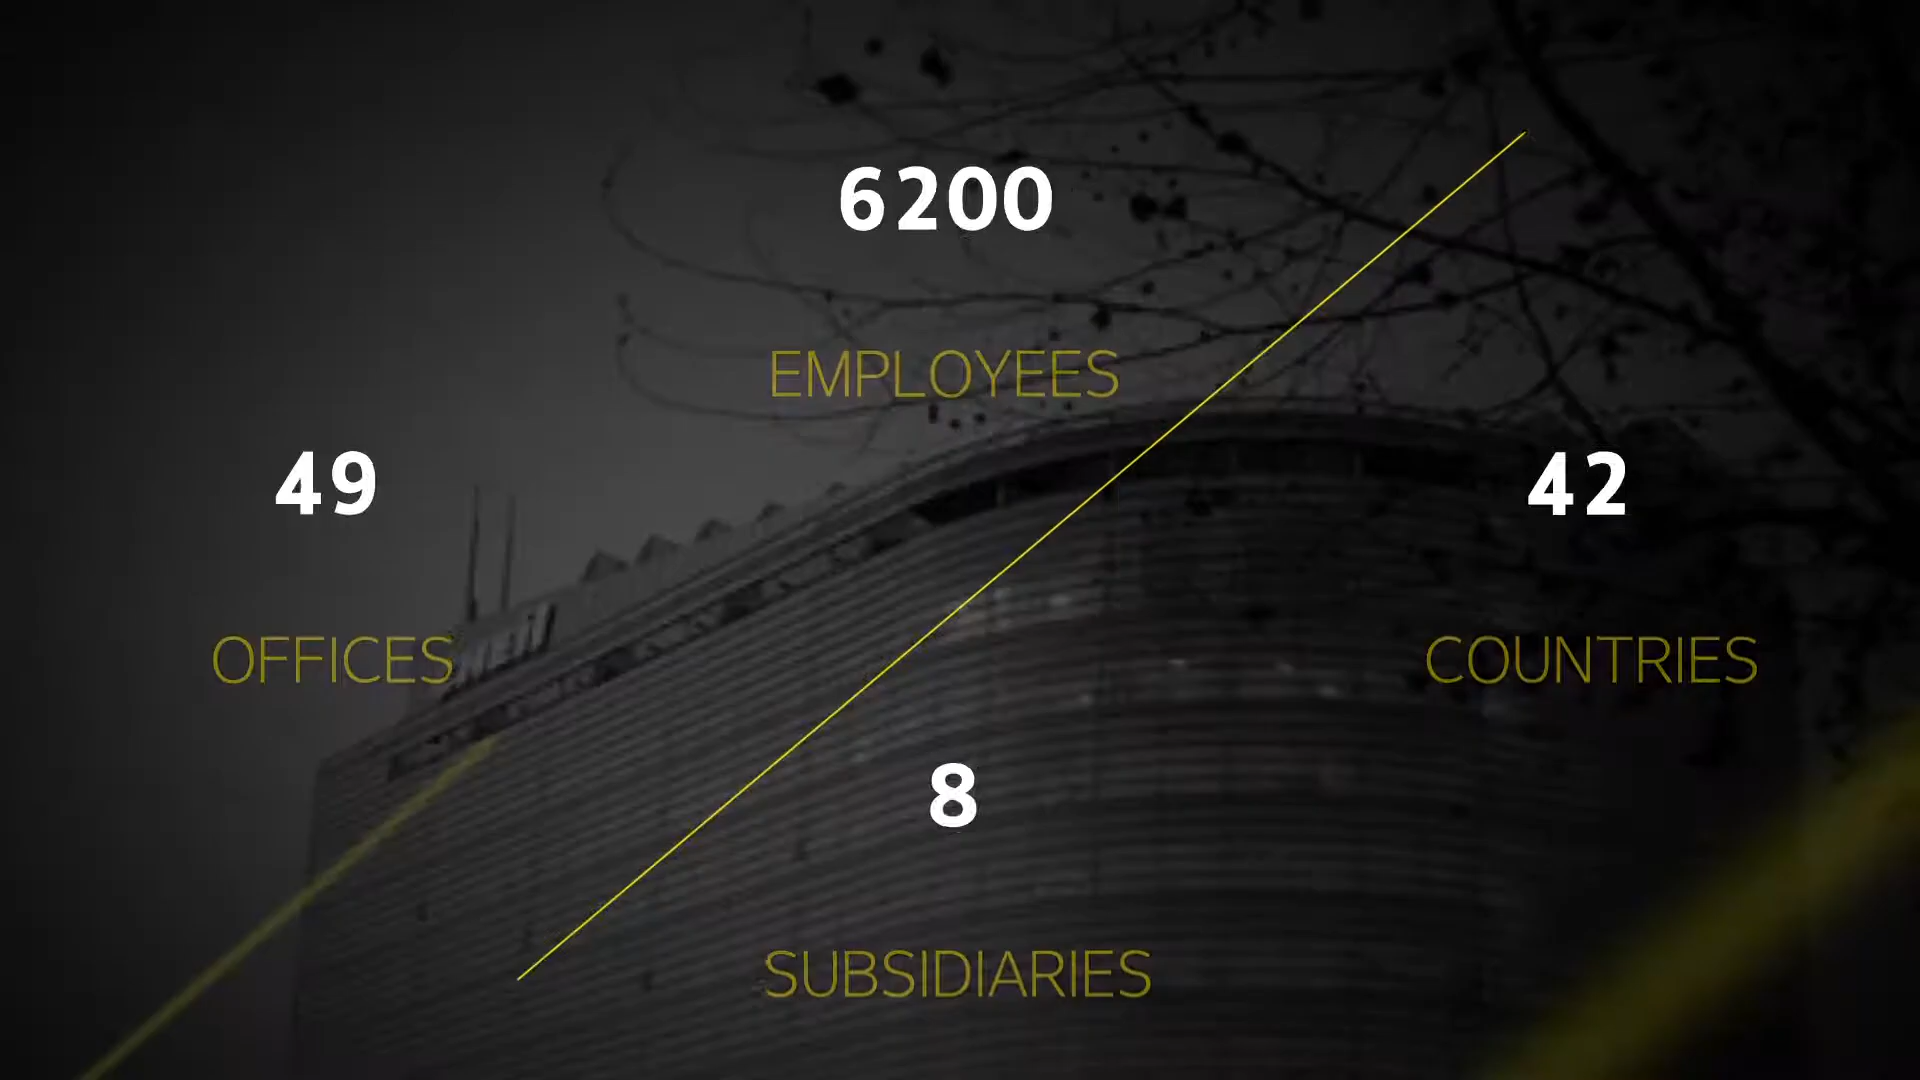 6200
EMPLOYEES
49
OFFICES
42
COUNTRIES
8
SUBSIDIARIES